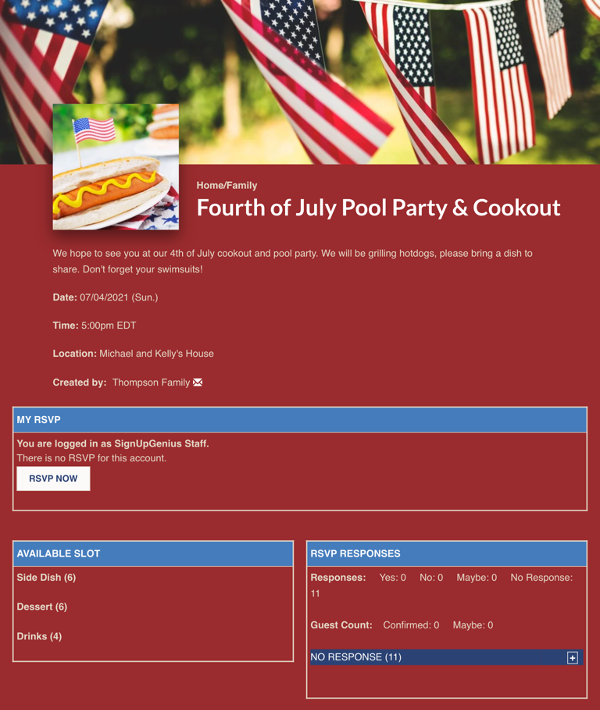 Home/Family
Fourth of July Pool Party & Cookout
We hope to see you at our 4th of July cookout and pool party. We will be grilling hotdogs, please bring a dish to
share. Don't forget your swimsuits!
Date: 07/04/2021 (Sun.)
Time: 5:00pm EDT
Location: Michael and Kelly's House
Created by: Thompson Family
MY RSVP
You are logged in as SignUpGenius Staff.
There is no RSVP for this account.
RSVP NOW
AVAILABLE SLOT
Side Dish (6)
Dessert (6)
Drinks (4)
RSVP RESPONSES
Responses: Yes: 0 No: 0 Maybe: 0 No Response:
11
Guest Count: Confirmed: 0 Maybe: 0
NO RESPONSE (11)